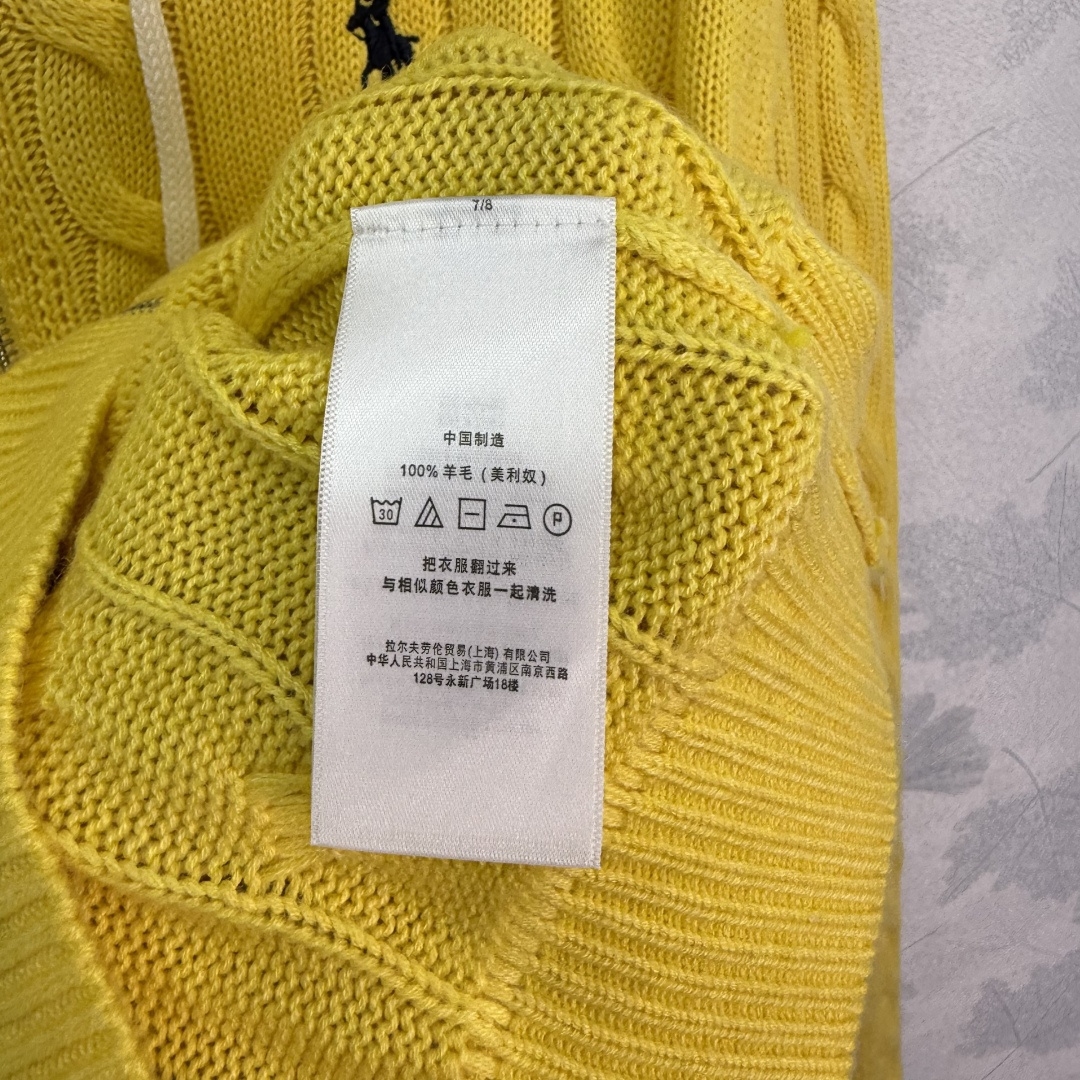 7/8
中国制造
100% 羊毛 (美利奴)
30
P
把衣服翻过来
与相似颜色衣服一起清洗
拉尔夫劳伦贸易(上海) 有限公司
中华人民共和国上海市黄浦区南京西路
128号永新广场18楼